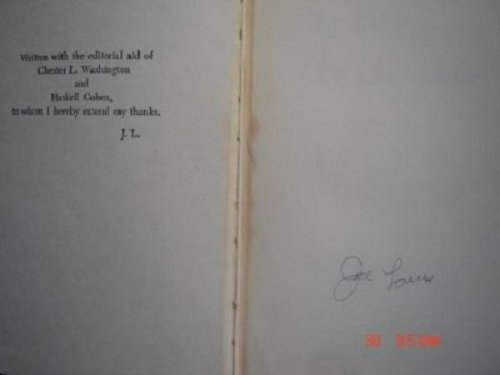 Written with the editorial aid of
Chester L. Washington
and
Haskell Cohen,
to whom I hereby extend my thanks.
J. L.
Joe Louis
30